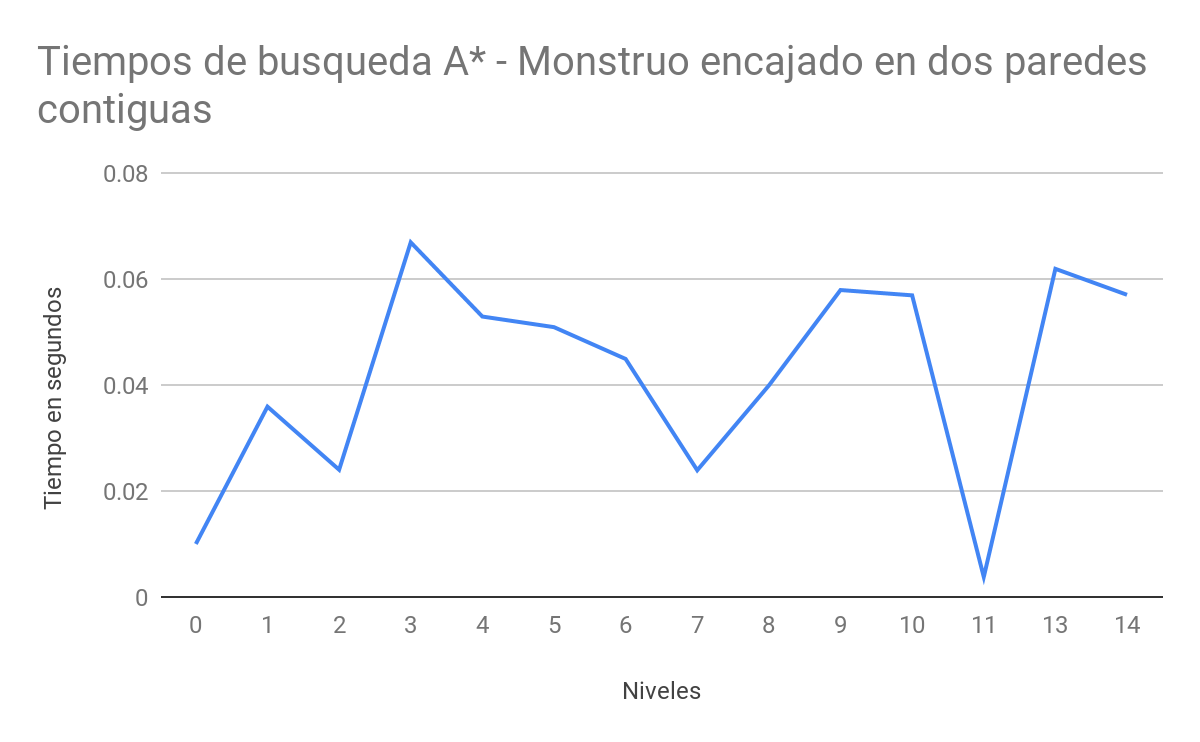 Tiempos de busqueda A* - Monstruo encajado en dos paredes
contiguas
0.08
0.06
0.04
0.02
0
Tiempo en segundos
0 1 2 3 4 5 6 7 8 9 10 11 13 14
Niveles